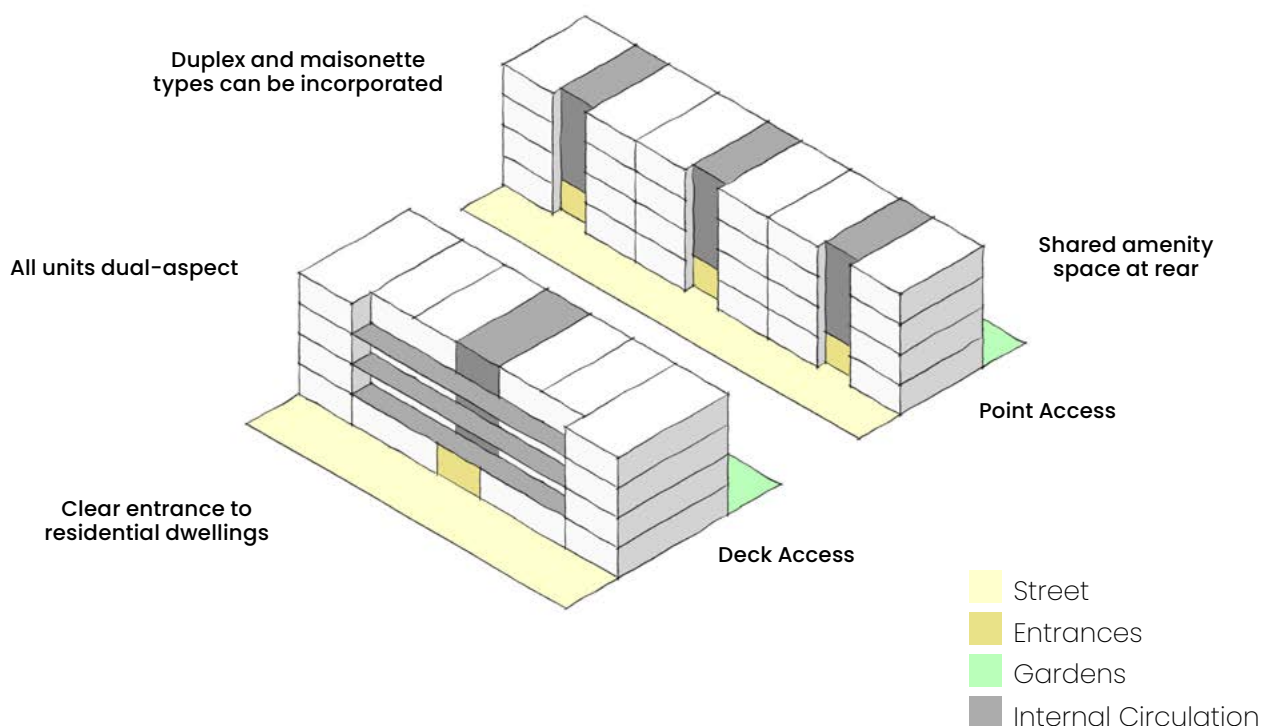 Duplex and maisonette
types can be incorporated
All units dual-aspect
Shared amenity
space at rear
Point Access
Clear entrance to
residential dwellings
Deck Access
Street
Entrances
Gardens
Internal Circulation